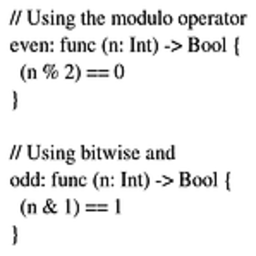 // Using the modulo operator
even: func (n: Int) -> Bool {
  (n % 2) == 0
}

// Using bitwise and
odd: func (n: Int) -> Bool {
  (n & 1) == 1
}